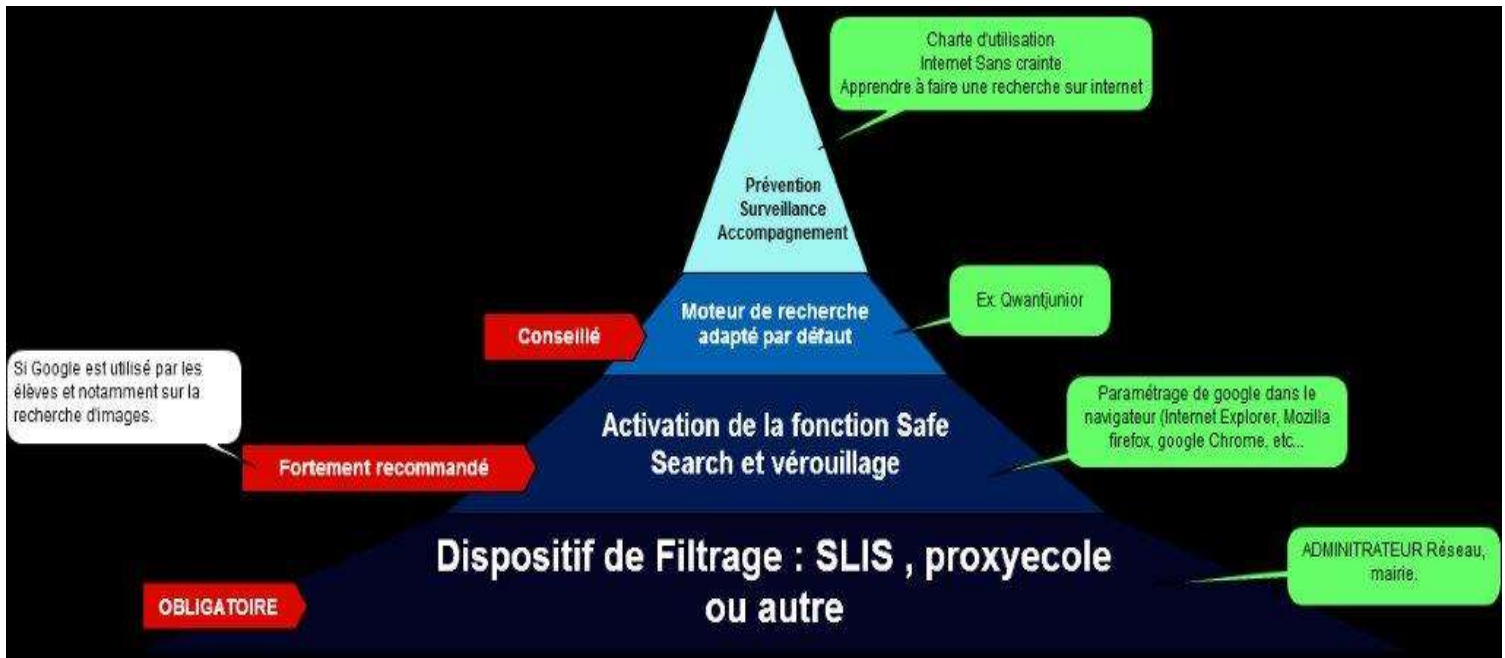 Charte d'utilisation
Internet Sans crainte
Apprendre à faire une recherche sur internet
Prévention
Surveillance
Accompagnement
Ex: Qwantjunior
Moteur de recherche
adapté par défaut
Conseillé
Si Google est utilisé par les
élèves et notamment sur la
recherche d'images.
Paramétrage de google dans le
navigateur (Internet Explorer, Mozilla
firefox, google Chrome, etc...
Activation de la fonction Safe
Search et vérouillage
Fortement recommandé
Dispositif de Filtrage : SLIS , proxyecole
ou autre
ADMINITRATEUR Réseau,
mairie.
OBLIGATOIRE